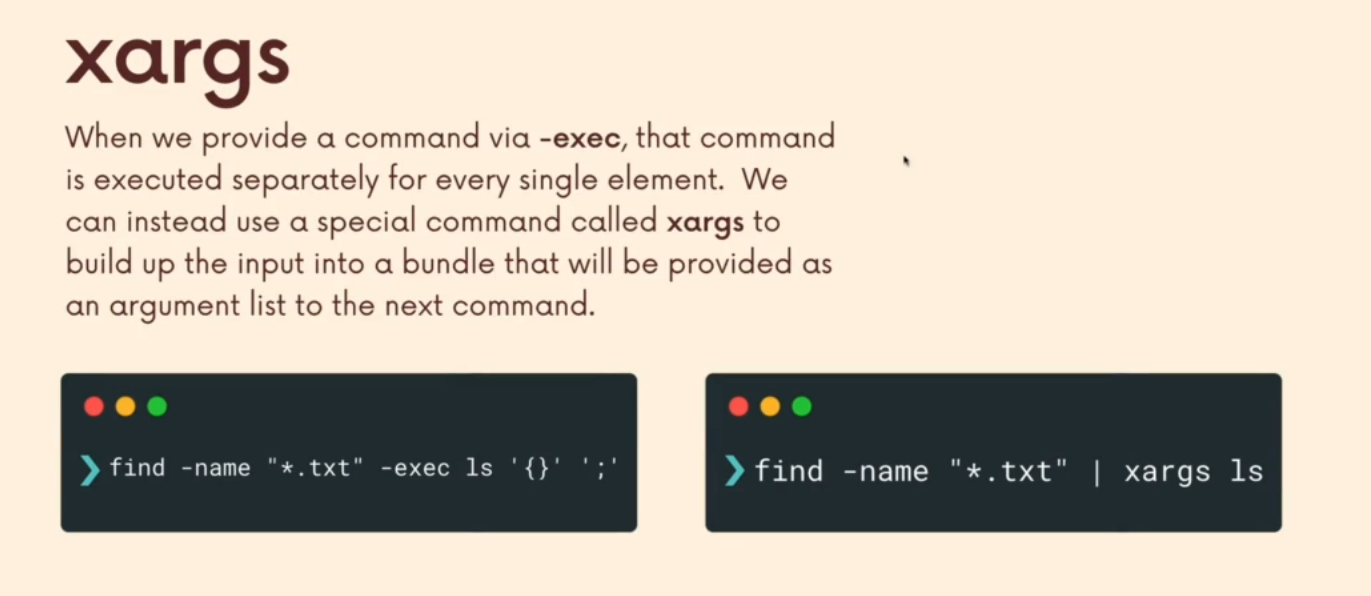 xargs
When we provide a command via -exec, that command
is executed separately for every single element.  We
can instead use a special command called xargs to
build up the input into a bundle that will be provided as
an argument list to the next command.
❯ find -name "*.txt" -exec ls '{}' ';'
❯ find -name "*.txt" | xargs ls